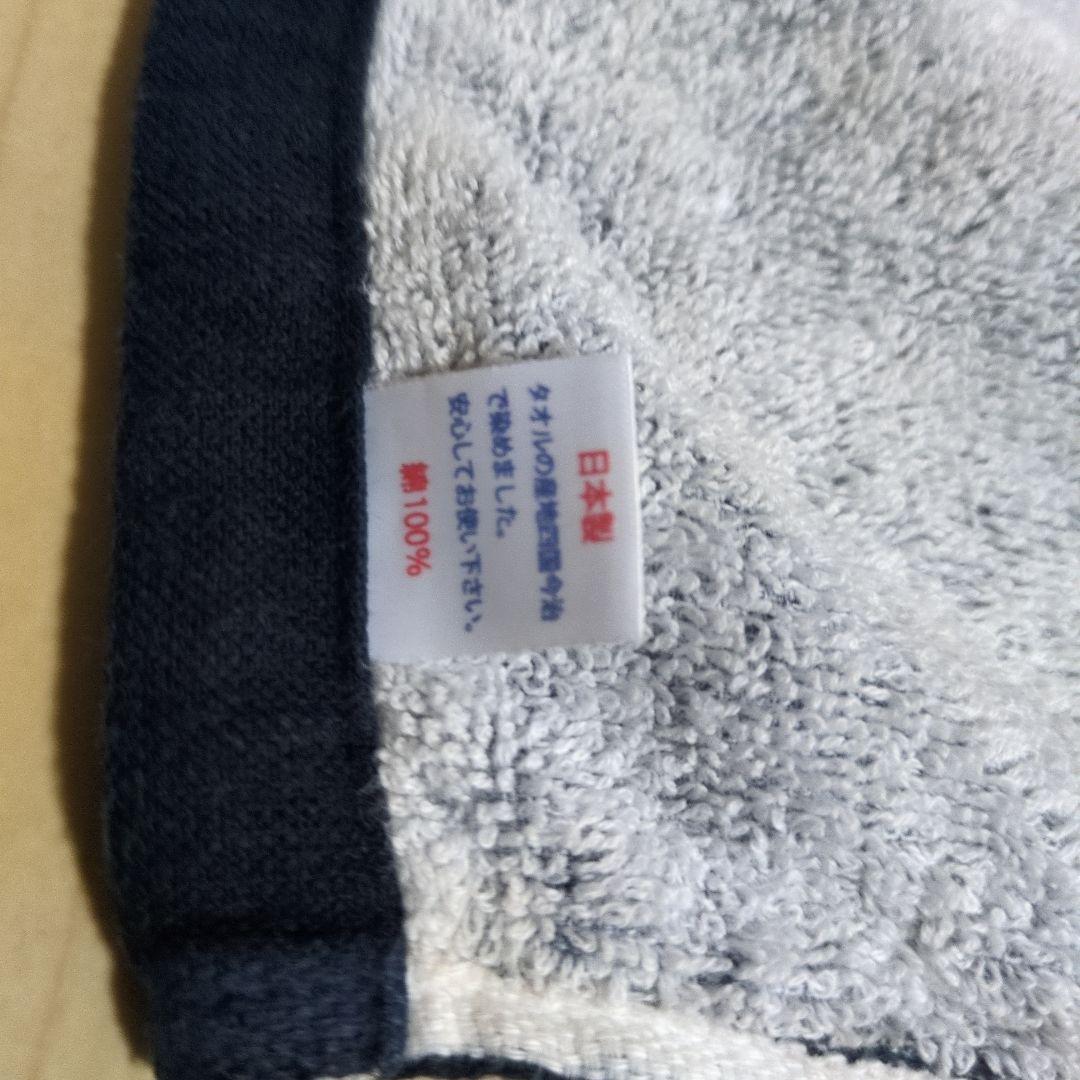 日本製
タオルの産地四国今治
で染めました。
安心してお使い下さい。
綿100%